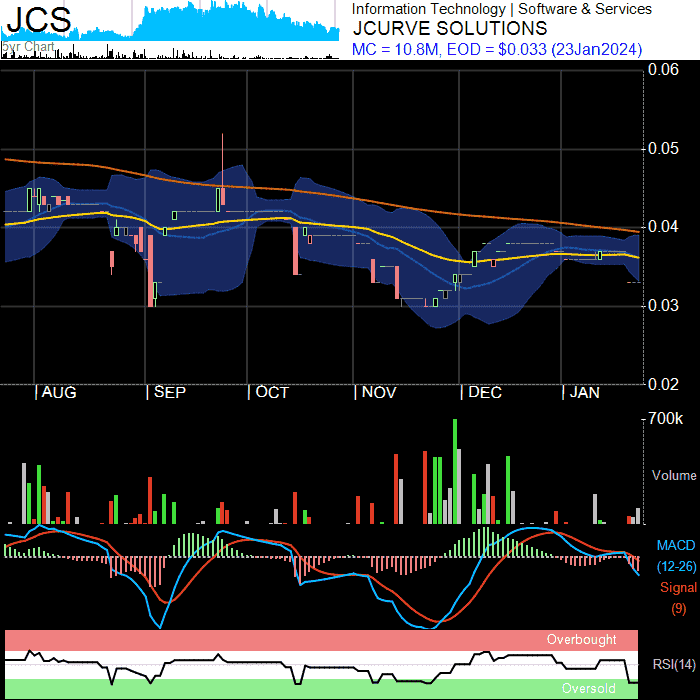 JCS
5yr Chart
Information Technology | Software & Services
JCURVE SOLUTIONS
MC = 10.8M, EOD = $0.033 (23Jan2024)
0.06
0.05
0.04
0.03
0.02
| AUG | SEP | OCT | NOV | DEC | JAN
700k
Volume
MACD
(12-26)
Signal
(9)
Overbought
RSI(14)
Oversold